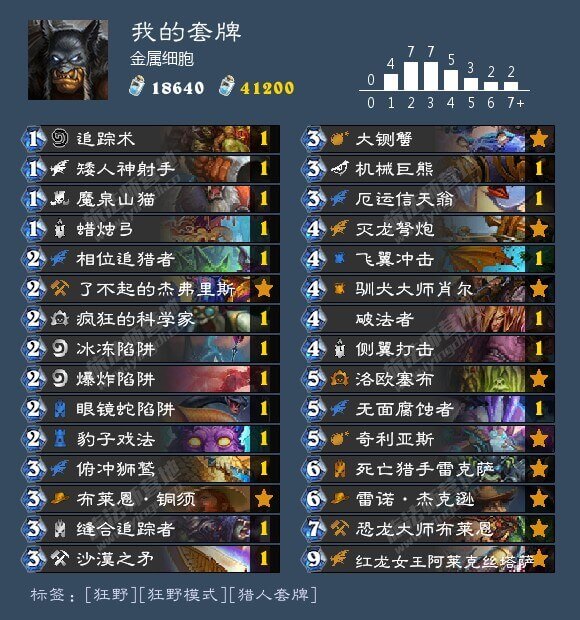 我的套牌
金属细胞
18640 41200
0 4 7 7 5 3 2 2
0 1 2 3 4 5 6 7+
1 追踪术 1
1 矮人神射手 1
1 魔泉山猫 1
1 蜡烛弓 1
2 相位追猎者 1
2 了不起的杰弗里斯
2 疯狂的科学家 1
2 冰冻陷阱 1
2 爆炸陷阱 1
2 眼镜蛇陷阱 1
2 豹子戏法 1
3 俯冲狮鹫 1
3 布莱恩·铜须
3 缝合追踪者 1
3 沙漠之矛 1
3 大铡蟹
3 机械巨熊 1
3 厄运信天翁 1
4 灭龙弩炮
4 飞翼冲击 1
4 驯犬大师肖尔
4 破法者 1
4 侧翼打击 1
5 洛欧塞布
5 无面腐蚀者 1
5 奇利亚斯
6 死亡猎手雷克萨
6 雷诺·杰克逊
7 恐龙大师布莱恩
9 红龙女王阿莱克丝塔萨
标签：[狂野][狂野模式][猎人套牌]